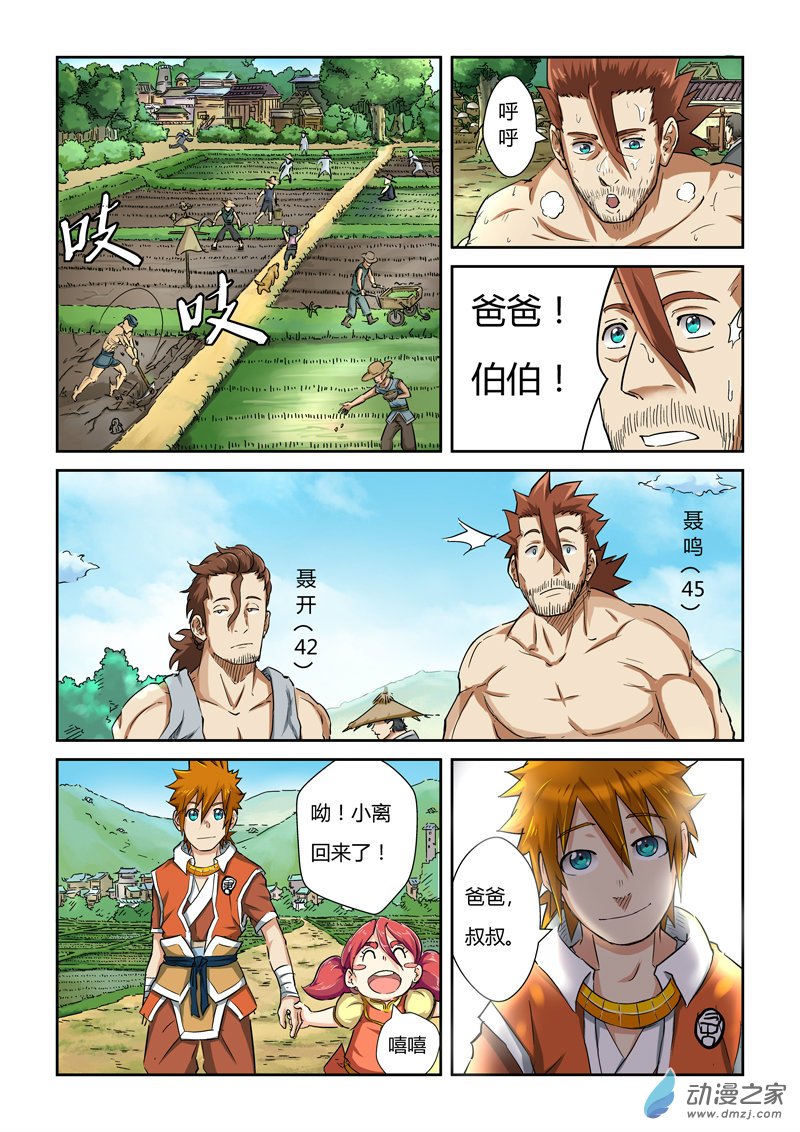 吱
吱
呼
呼
爸爸！
伯伯！
聂开（42）
聂鸣（45）
呦！小离
回来了！
嘻嘻
爸爸，
叔叔。
动漫之家
www.dmzj.com